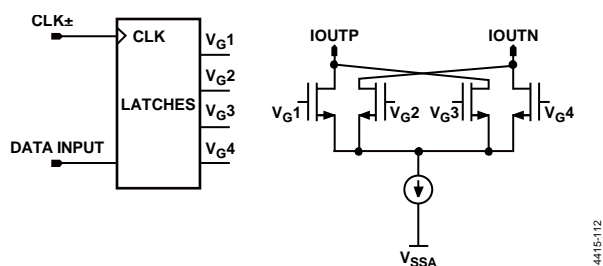 CLK±
CLK
LATCHES
DATA INPUT
VG1
VG2
VG3
VG4
IOUTP
IOUTN
VG1
VG2
VG3
VG4
VSSA
4415-112